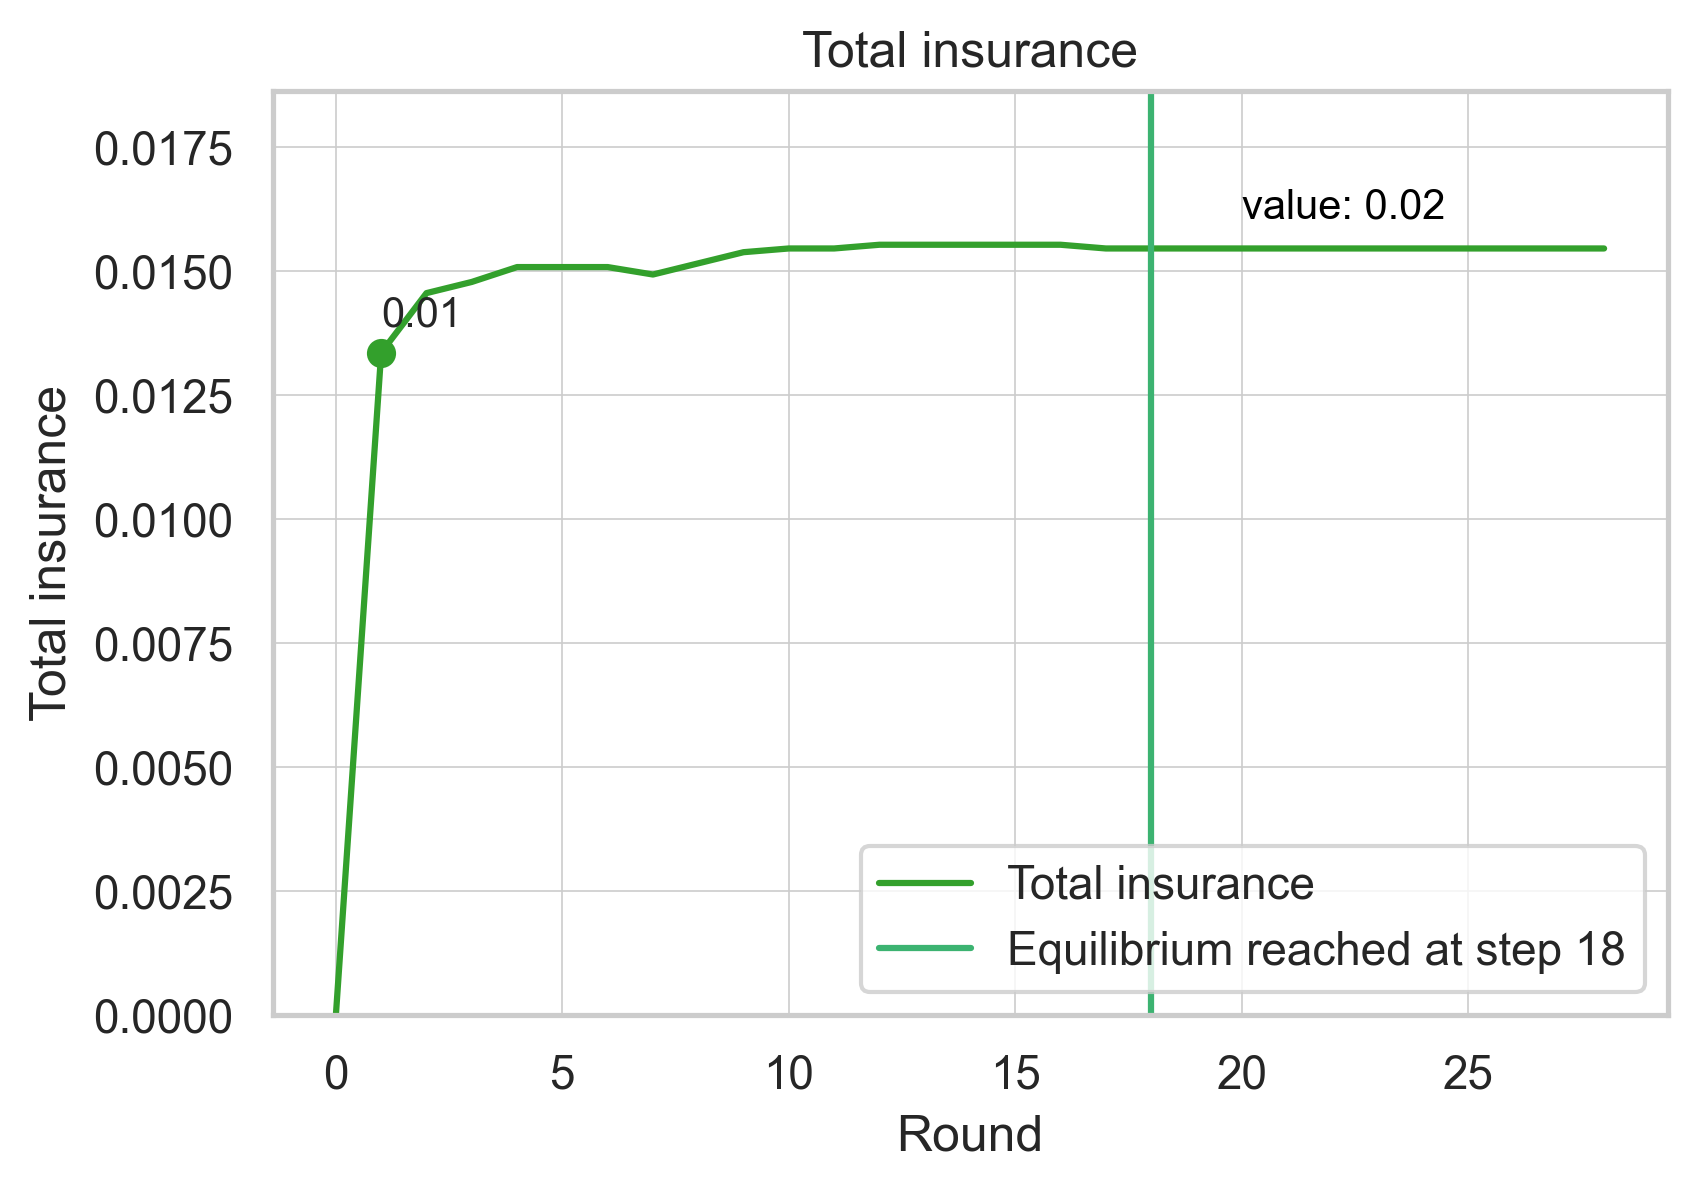 Total insurance
Total insurance
0.0175
0.0150
0.0125
0.0100
0.0075
0.0050
0.0025
0.0000
value: 0.02
0.01
Total insurance
Equilibrium reached at step 18
0 5 10 15 20 25
Round